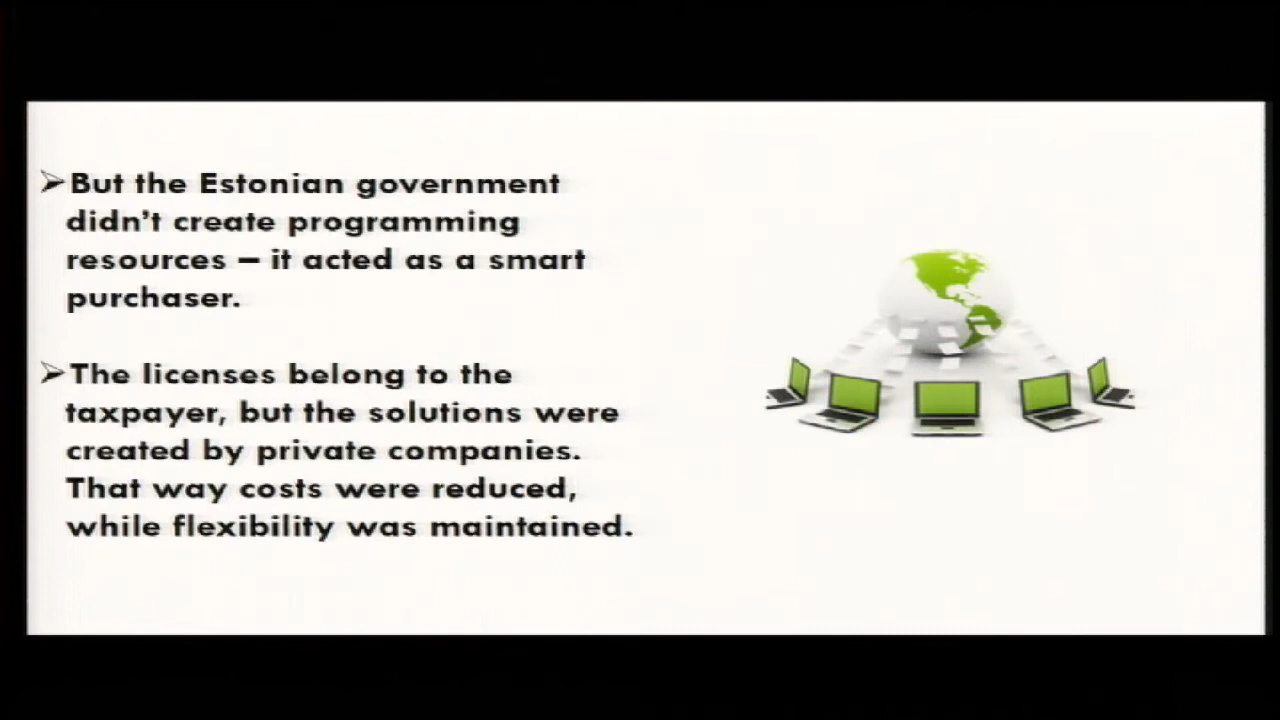 ➢But the Estonian government
didn't create programming
resources – it acted as a smart
purchaser.
➢The licenses belong to the
taxpayer, but the solutions were
created by private companies.
That way costs were reduced,
while flexibility was maintained.